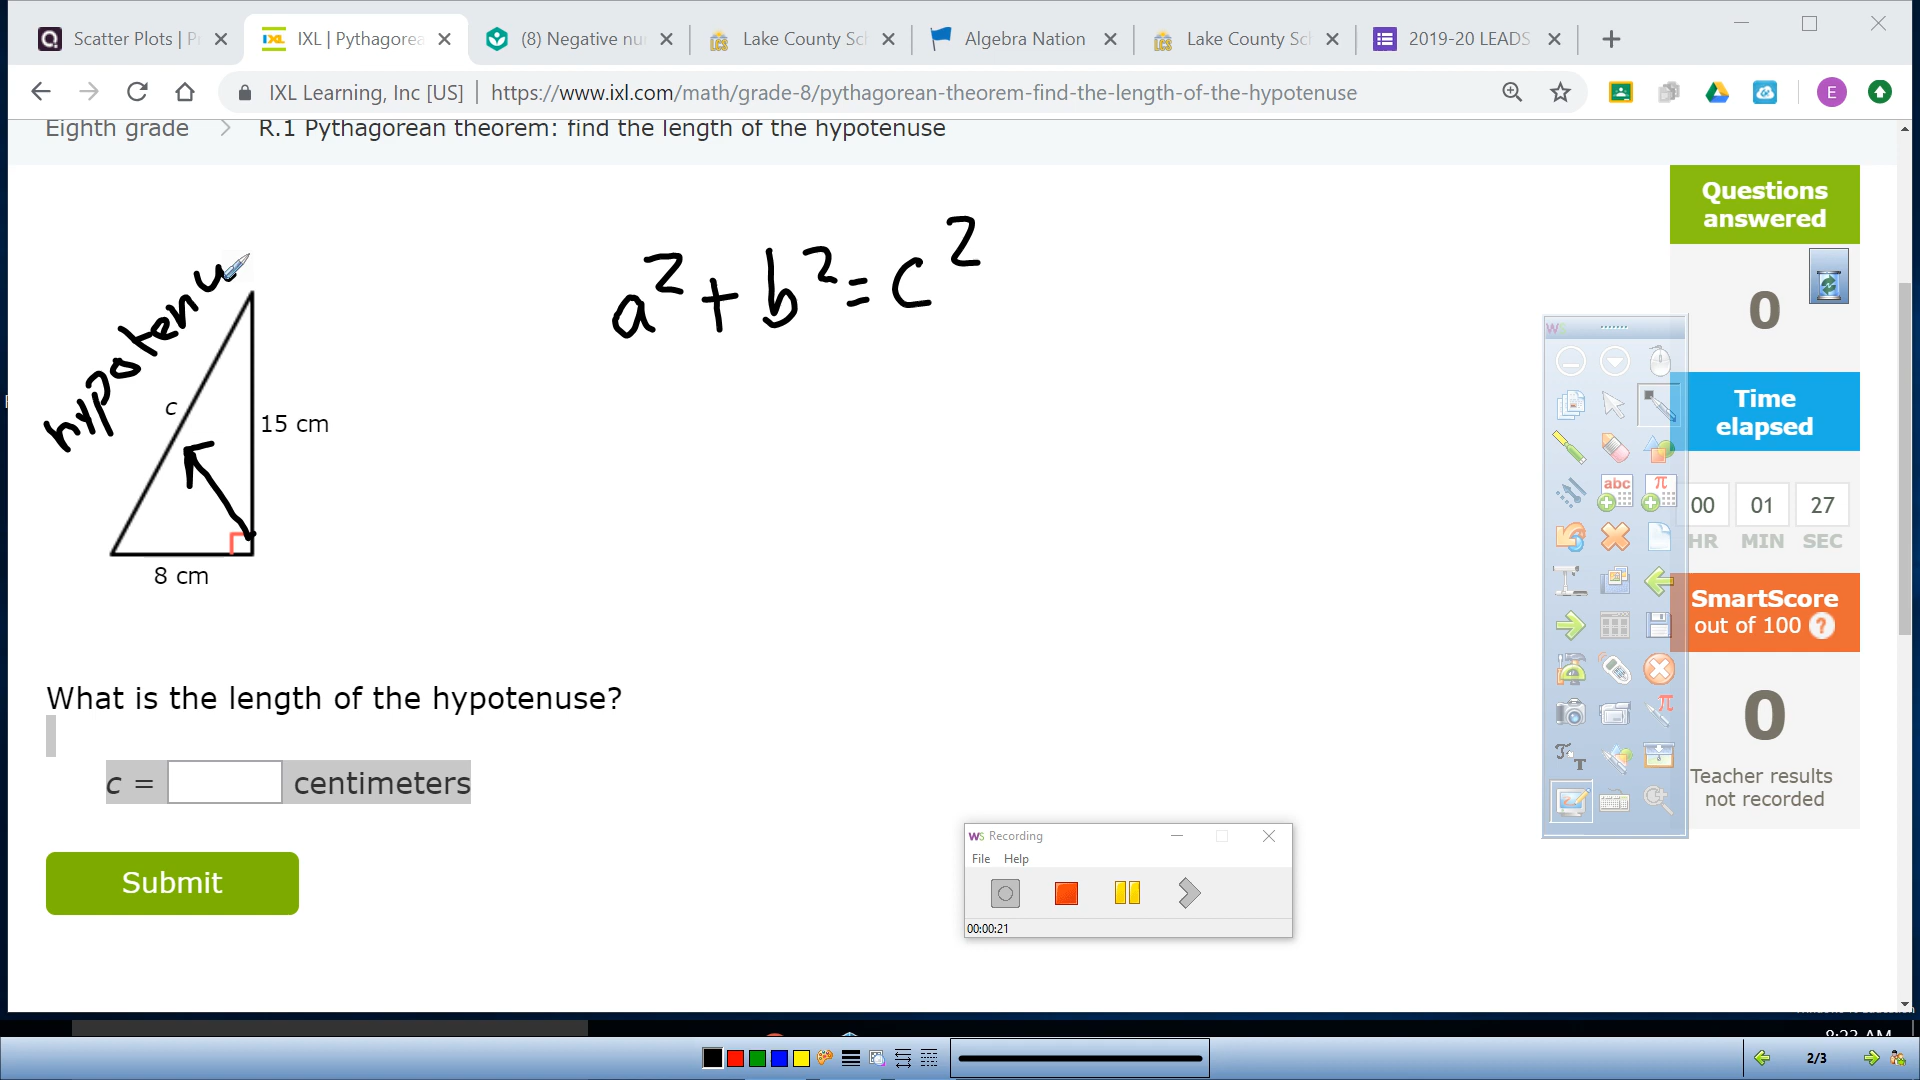 Scatter Plots | P
IXL | Pythagorea
(8) Negative nu
Lake County Sch
Algebra Nation
Lake County Sch
2019-20 LEADS
IXL Learning, Inc [US]
https://www.ixl.com/math/grade-8/pythagorean-theorem-find-the-length-of-the-hypotenuse
E
Eighth grade > R.1 Pythagorean theorem: find the length of the hypotenuse
Questions answered
0
a² + b² = c²
hypotenu
c
15 cm
8 cm
Time elapsed
00 01 27
HR MIN SEC
SmartScore
out of 100 ?
0
Teacher results
not recorded
What is the length of the hypotenuse?
c = centimeters
Submit
WS Recording
File Help
00:00:21
abc
π
π
2/3